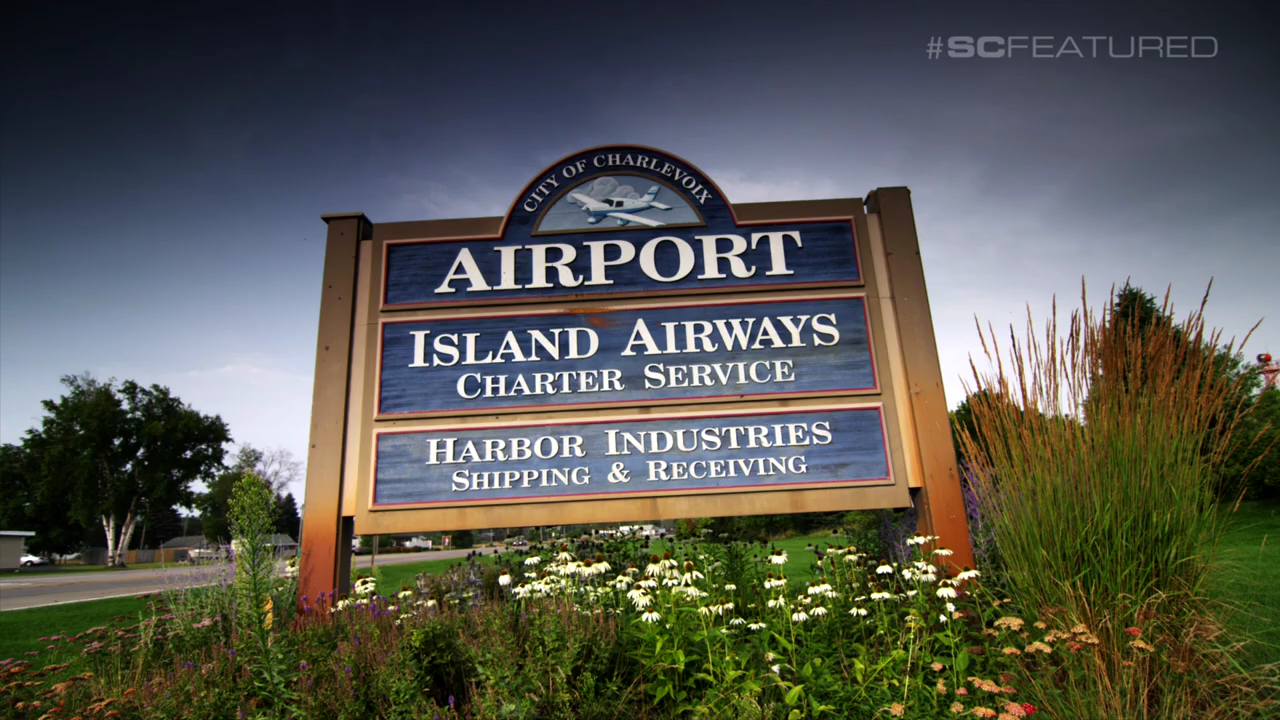 #SCFEATURED
CITY OF CHARLEVOIX
AIRPORT
ISLAND AIRWAYS
CHARTER SERVICE
HARBOR INDUSTRIES
SHIPPING & RECEIVING